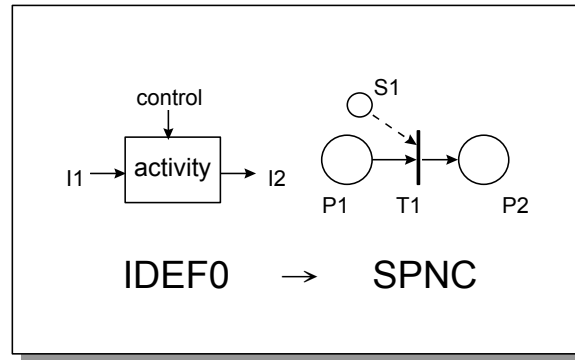 control
S1
activity
I1
I2
P1
T1
P2
IDEF0 → SPNC